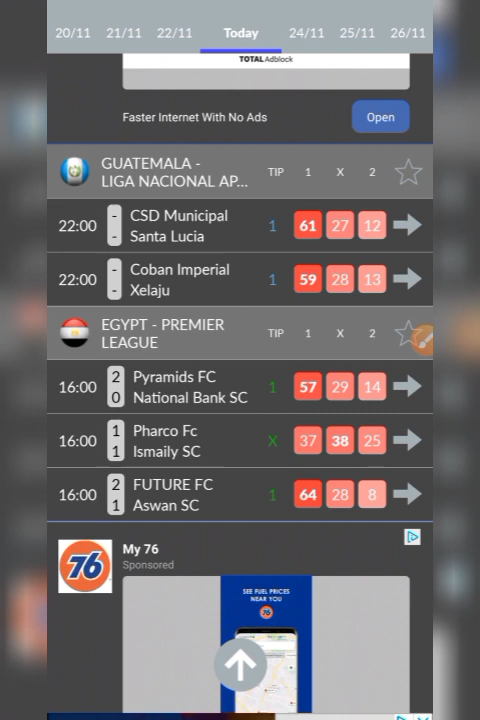 20/11 21/11 22/11 Today 24/11 25/11 26/11
TOTAL Adblock
Faster Internet With No Ads Open
GUATEMALA -
LIGA NACIONAL AP... TIP 1 X 2
22:00 - CSD Municipal 1 61 27 12
- Santa Lucia
22:00 - Coban Imperial 1 59 28 13
- Xelaju
EGYPT - PREMIER
LEAGUE TIP 1 X 2
16:00 2 Pyramids FC 1 57 29 14
0 National Bank SC
16:00 1 Pharco Fc X 37 38 25
1 Ismaily SC
16:00 2 FUTURE FC 1 64 28 8
1 Aswan SC
76 My 76
Sponsored
SEE FUEL PRICES
NEAR YOU
76